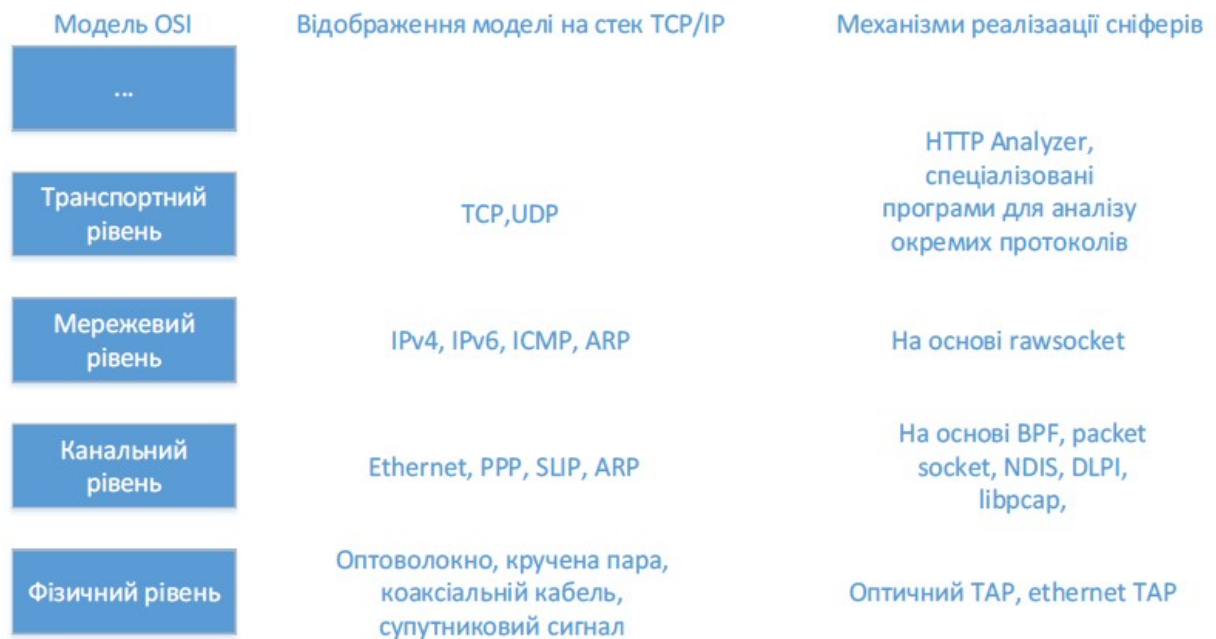 Модель OSI
Відображення моделі на стек TCP/IP
Механізми реалізаації сніферів
...
Транспортний
рівень
TCP,UDP
HTTP Analyzer,
спеціалізовані
програми для аналізу
окремих протоколів
Мережевий
рівень
IPv4, IPv6, ICMP, ARP
На основі rawsocket
Канальний
рівень
Ethernet, PPP, SLIP, ARP
На основі BPF, packet
socket, NDIS, DLPI,
libpcap,
Фізичний рівень
Оптоволокно, кручена пара,
коаксіальній кабель,
супутниковий сигнал
Оптичний TAP, ethernet TAP